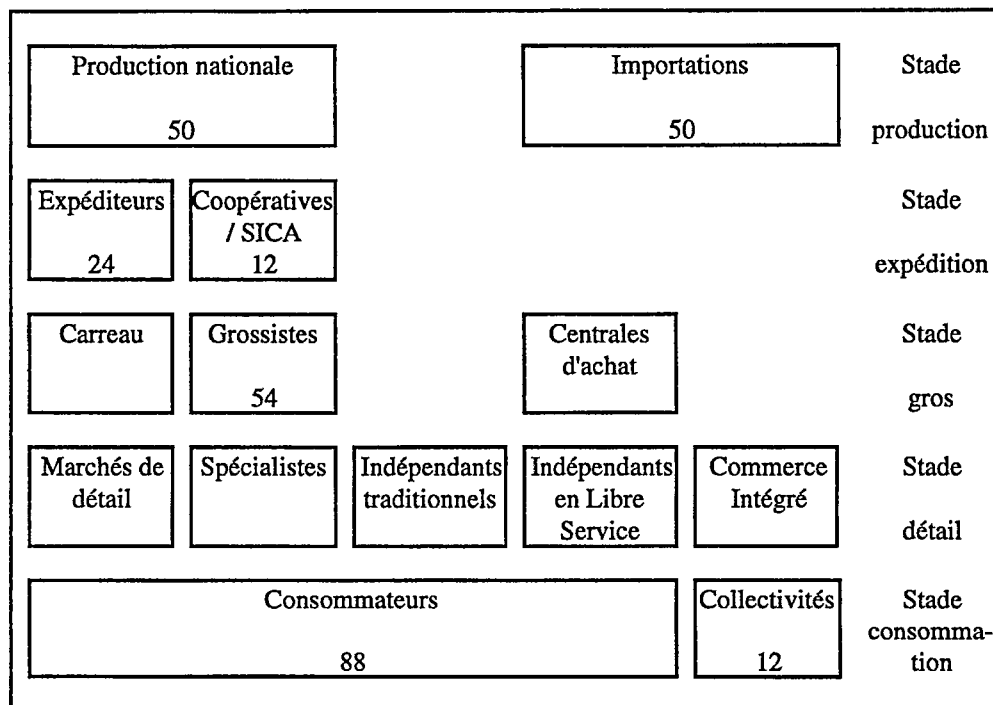 Production nationale
50
Importations
50
Stade
production
Expéditeurs
24
Coopératives
/ SICA
12
Stade
expédition
Carreau
Grossistes
54
Centrales
d'achat
Stade
gros
Marchés de
détail
Spécialistes
Indépendants
traditionnels
Indépendants
en Libre
Service
Commerce
Intégré
Stade
détail
Consommateurs
88
Collectivités
12
Stade
consomma-
tion